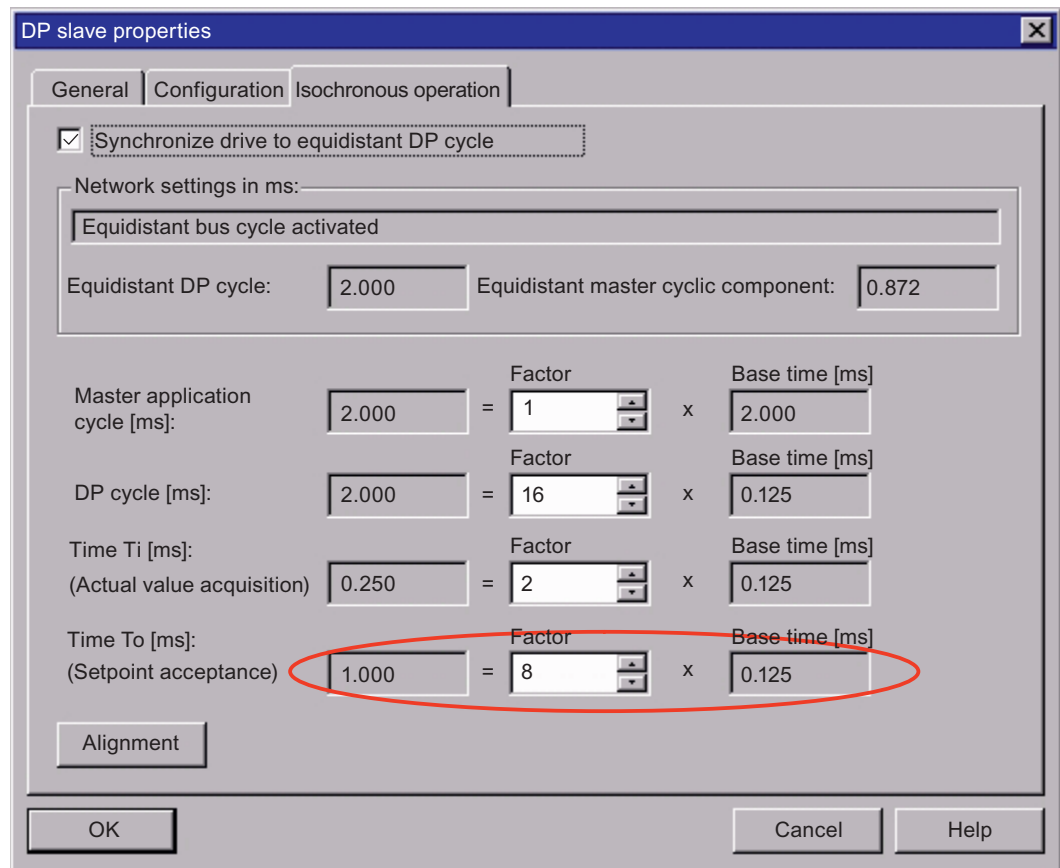 DP slave properties
General Configuration Isochronous operation
Synchronize drive to equidistant DP cycle
Network settings in ms:
Equidistant bus cycle activated
Equidistant DP cycle: 2.000 Equidistant master cyclic component: 0.872
Factor Base time [ms]
Master application
cycle [ms]: 2.000 = 1 x 2.000
Factor Base time [ms]
DP cycle [ms]: 2.000 = 16 x 0.125
Time Ti [ms]: Factor Base time [ms]
(Actual value acquisition) 0.250 = 2 x 0.125
Time To [ms]: Factor Base time [ms]
(Setpoint acceptance) 1.000 = 8 x 0.125
Alignment
OK Cancel Help